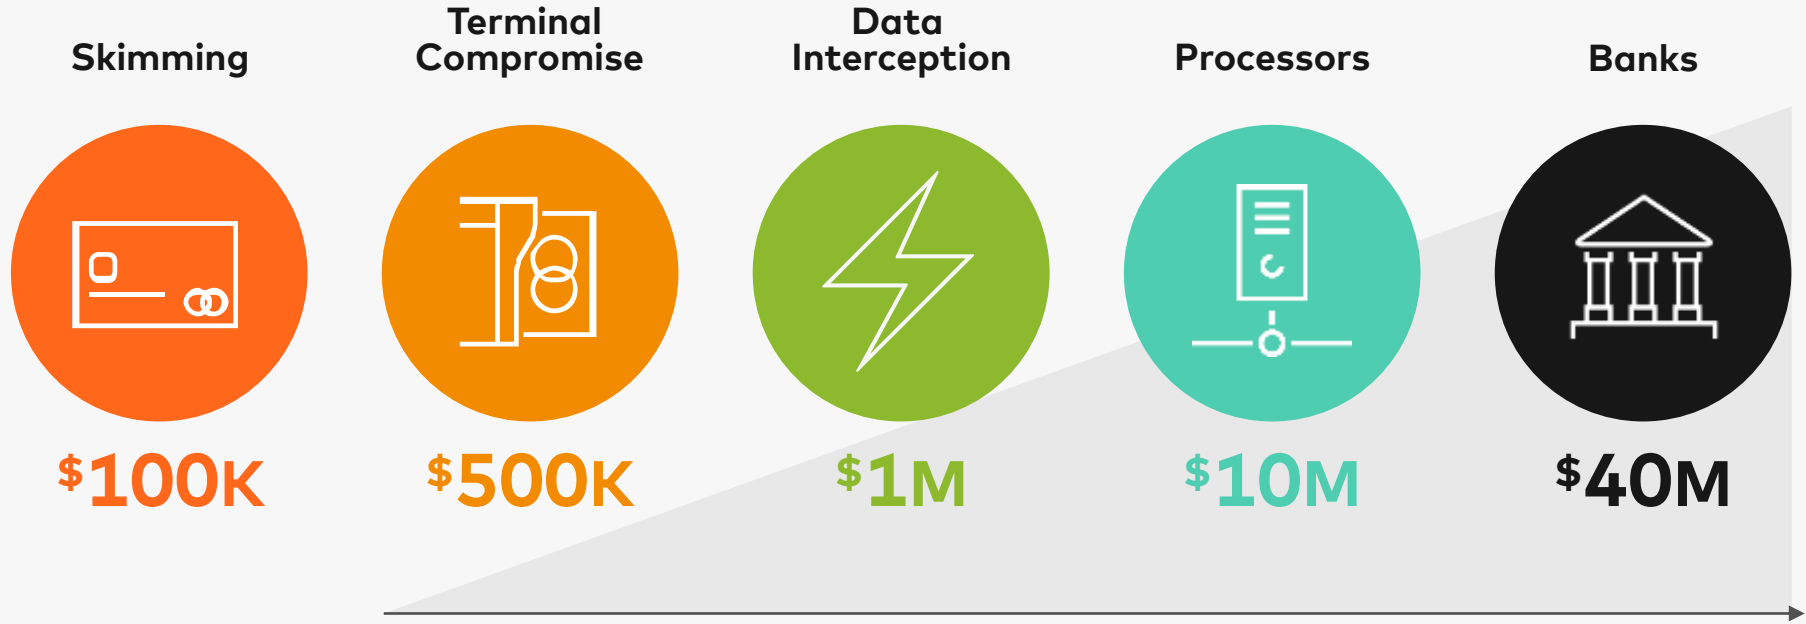 Skimming
Terminal
Compromise
Data
Interception
Processors
Banks
$100K
$500K
$1M
$10M
$40M